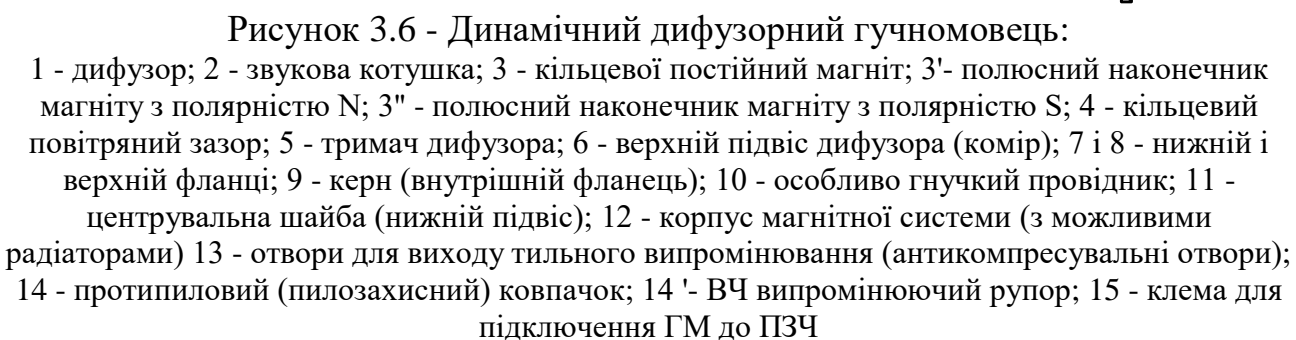 Рисунок 3.6 - Динамічний дифузорний гучномовець:
1 - дифузор; 2 - звукова котушка; 3 - кільцевої постійний магніт; 3'- полюсний наконечник
магніту з полярністю N; 3" - полюсний наконечник магніту з полярністю S; 4 - кільцевий
повітряний зазор; 5 - тримач дифузора; 6 - верхній підвіс дифузора (комір); 7 і 8 - нижній і
верхній фланці; 9 - керн (внутрішній фланець); 10 - особливо гнучкий провідник; 11 -
центрувальна шайба (нижній підвіс); 12 - корпус магнітної системи (з можливими
радіаторами) 13 - отвори для виходу тильного випромінювання (антикомпресувальні отвори);
14 - протипиловий (пилозахисний) ковпачок; 14 '- ВЧ випромінюючий рупор; 15 - клема для
підключення ГМ до ПЗЧ